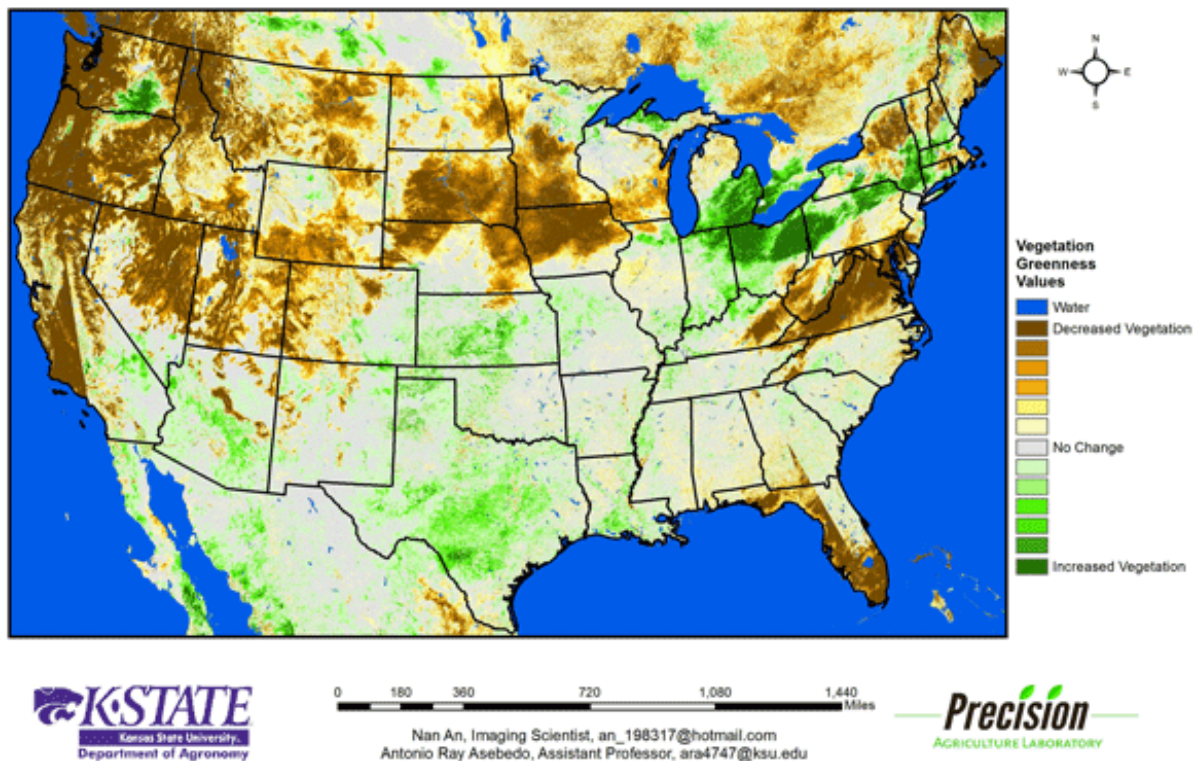 N
W
E
S
Vegetation
Greenness
Values
Water
Decreased Vegetation
No Change
Increased Vegetation
K-STATE
Kansas State University
Department of Agronomy
0 180 360 720 1,080 1,440
Miles
Nan An, Imaging Scientist, an_198317@hotmail.com
Antonio Ray Asebedo, Assistant Professor, ara4747@ksu.edu
Precision
AGRICULTURE LABORATORY